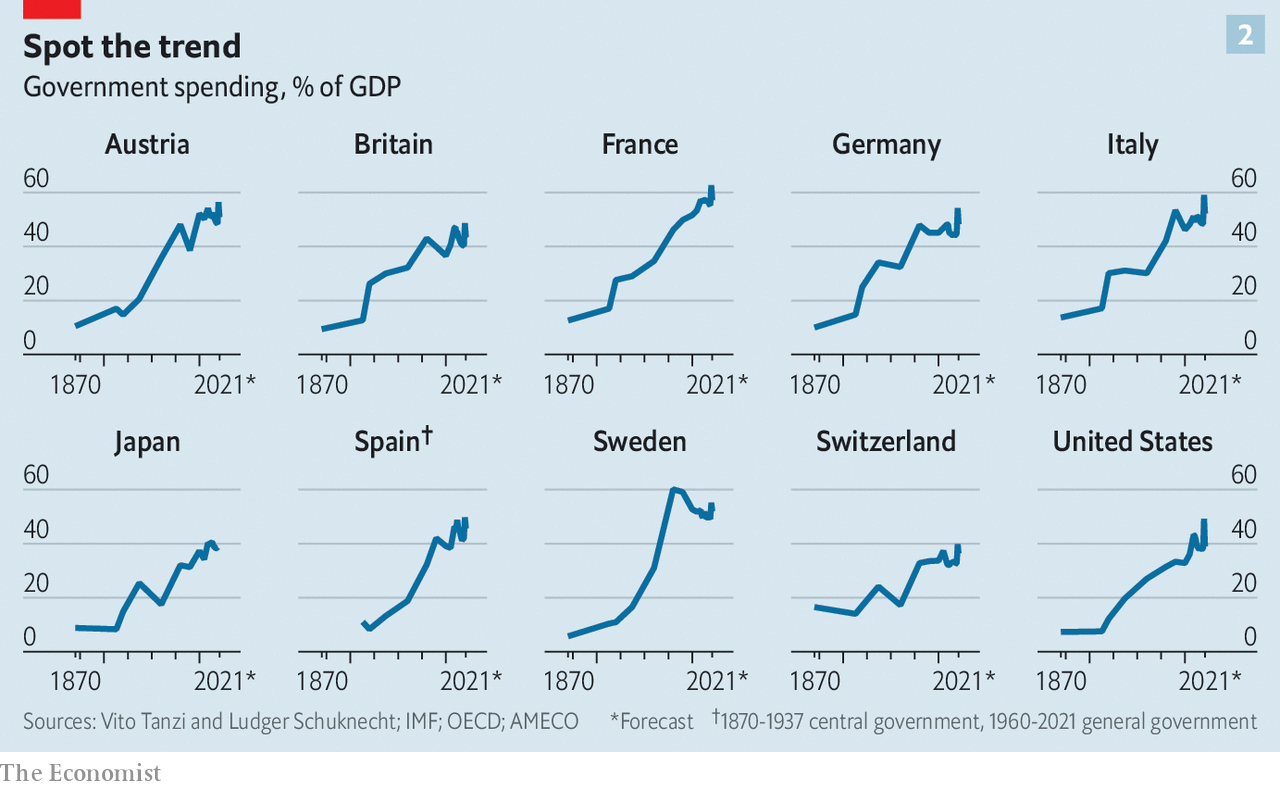 2
Spot the trend
Government spending, % of GDP
Austria Britain France Germany Italy
60 60
40 40
20 20
0 0
1870 2021* 1870 2021* 1870 2021* 1870 2021* 1870 2021*
Japan Spain† Sweden Switzerland United States
60 60
40 40
20 20
0 0
1870 2021* 1870 2021* 1870 2021* 1870 2021* 1870 2021*
Sources: Vito Tanzi and Ludger Schuknecht; IMF; OECD; AMECO *Forecast †1870-1937 central government, 1960-2021 general government
The Economist